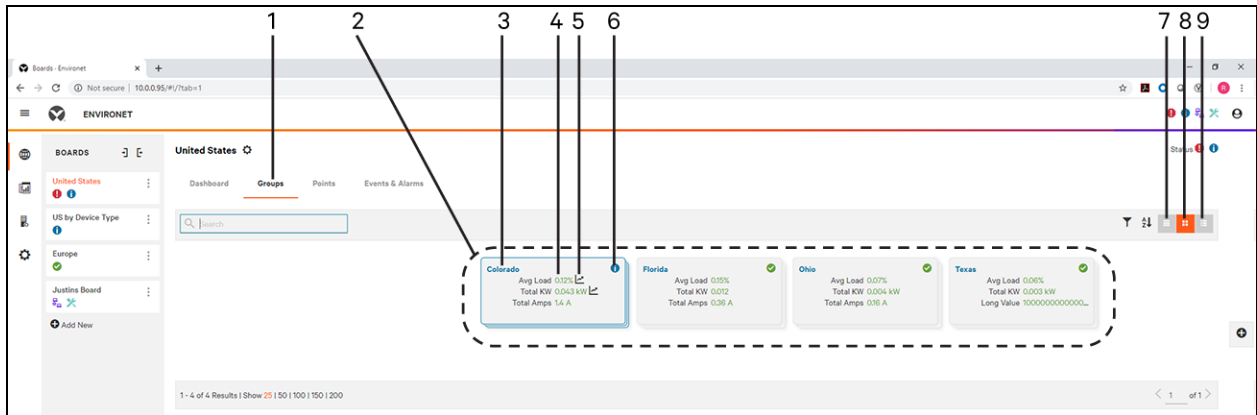 1 2 3 4 5 6 7 8 9
Boards - Environet × +
Not secure | 10.0.0.95/#!/?tab=1 R
ENVIRONET
BOARDS United States Status
United States
Dashboard Groups Points Events & Alarms
US by Device Type
Search
Europe
Justins Board
Add New
Colorado
Avg Load 0.12%
Total KW 0.043 kW
Total Amps 1.4 A
Florida
Avg Load 0.15%
Total KW 0.012
Total Amps 0.36 A
Ohio
Avg Load 0.07%
Total KW 0.004 kW
Total Amps 0.16 A
Texas
Avg Load 0.06%
Total KW 0.003 kW
Long Value 1000000000000...
1 - 4 of 4 Results | Show 25 | 50 | 100 | 150 | 200 < 1 of 1 >